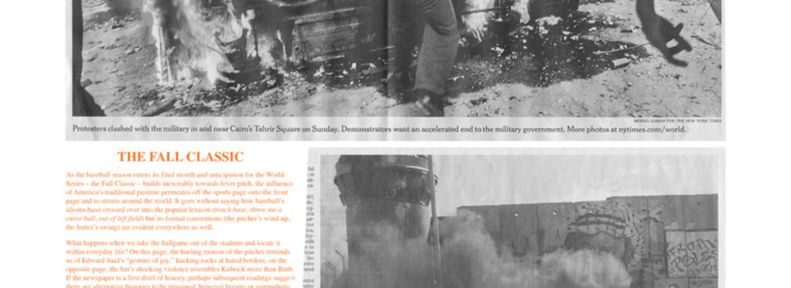 Protesters clashed with the military in and near Cairo's Tahrir Square on Sunday. Demonstrators want an accelerated end to the military government. More photos at nytimes.com/world.
THE FALL CLASSIC
As the baseball season enters its final month and anticipation for the World
Series – the Fall Classic – builds inexorably towards fever pitch, the influence
of America's traditional pastime permeates off the sports page onto the front
page and to streets around the world. It goes without saying how baseball's
idioms have crossed over into the popular lexicon (touch base, threw me a
curve ball, out of left field) but its formal conventions (the pitcher's wind-up,
the batter's swing) are evident everywhere as well.
What happens when we take the ballgame out of the stadium and locate it
within everyday life? On this page, the hurling motion of the pitcher reminds
us of Edward Said's "gesture of joy," hucking rocks at hated borders; on the
opposite page, the bat's shocking violence resembles Kubrick more than Ruth.
If the newspaper is a first draft of history, perhaps subsequent readings suggest
there are alternative histories to be imagined, however bizarre or sympathetic